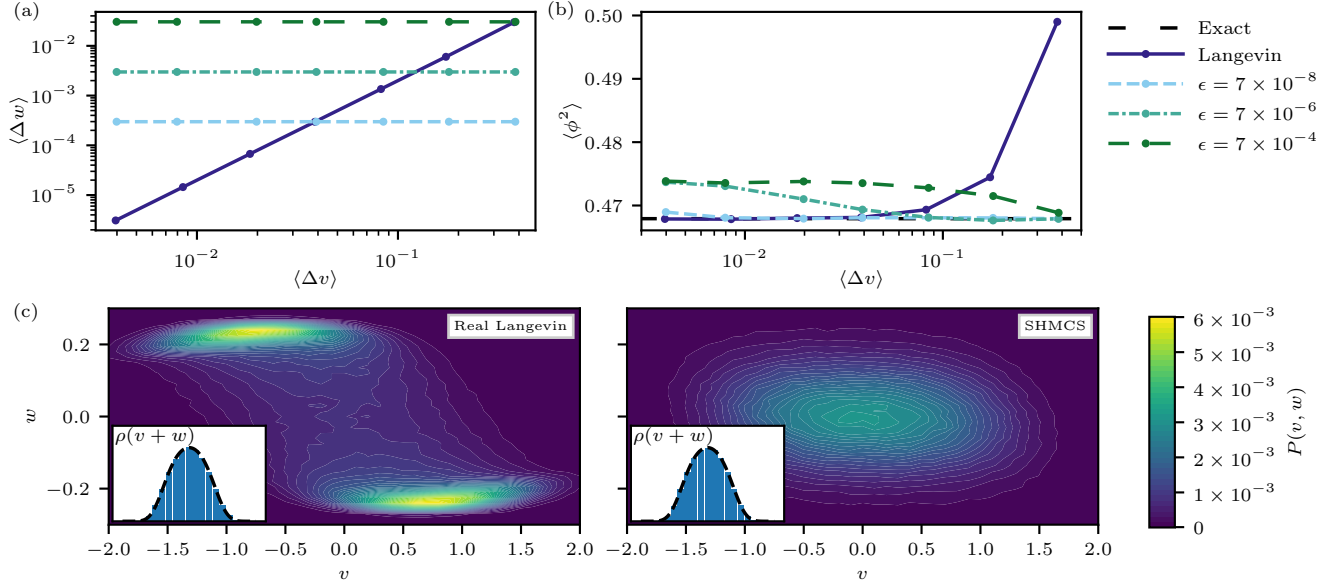 (a)
10⁻²
10⁻³
10⁻⁴
10⁻⁵
⟨Δw⟩
10⁻²
10⁻¹
⟨Δv⟩
(b)
0.50
0.49
0.48
0.47
⟨ϕ²⟩
10⁻²
10⁻¹
⟨Δv⟩
Exact
Langevin
ϵ = 7 × 10⁻⁸
ϵ = 7 × 10⁻⁶
ϵ = 7 × 10⁻⁴
(c)
Real Langevin
0.2
0.0
−0.2
w
ρ(v + w)
−2.0 −1.5 −1.0 −0.5 0.0 0.5 1.0 1.5 2.0
v
SHMCS
ρ(v + w)
−2.0 −1.5 −1.0 −0.5 0.0 0.5 1.0 1.5 2.0
v
6 × 10⁻³
5 × 10⁻³
4 × 10⁻³
3 × 10⁻³
2 × 10⁻³
1 × 10⁻³
0
P(v, w)